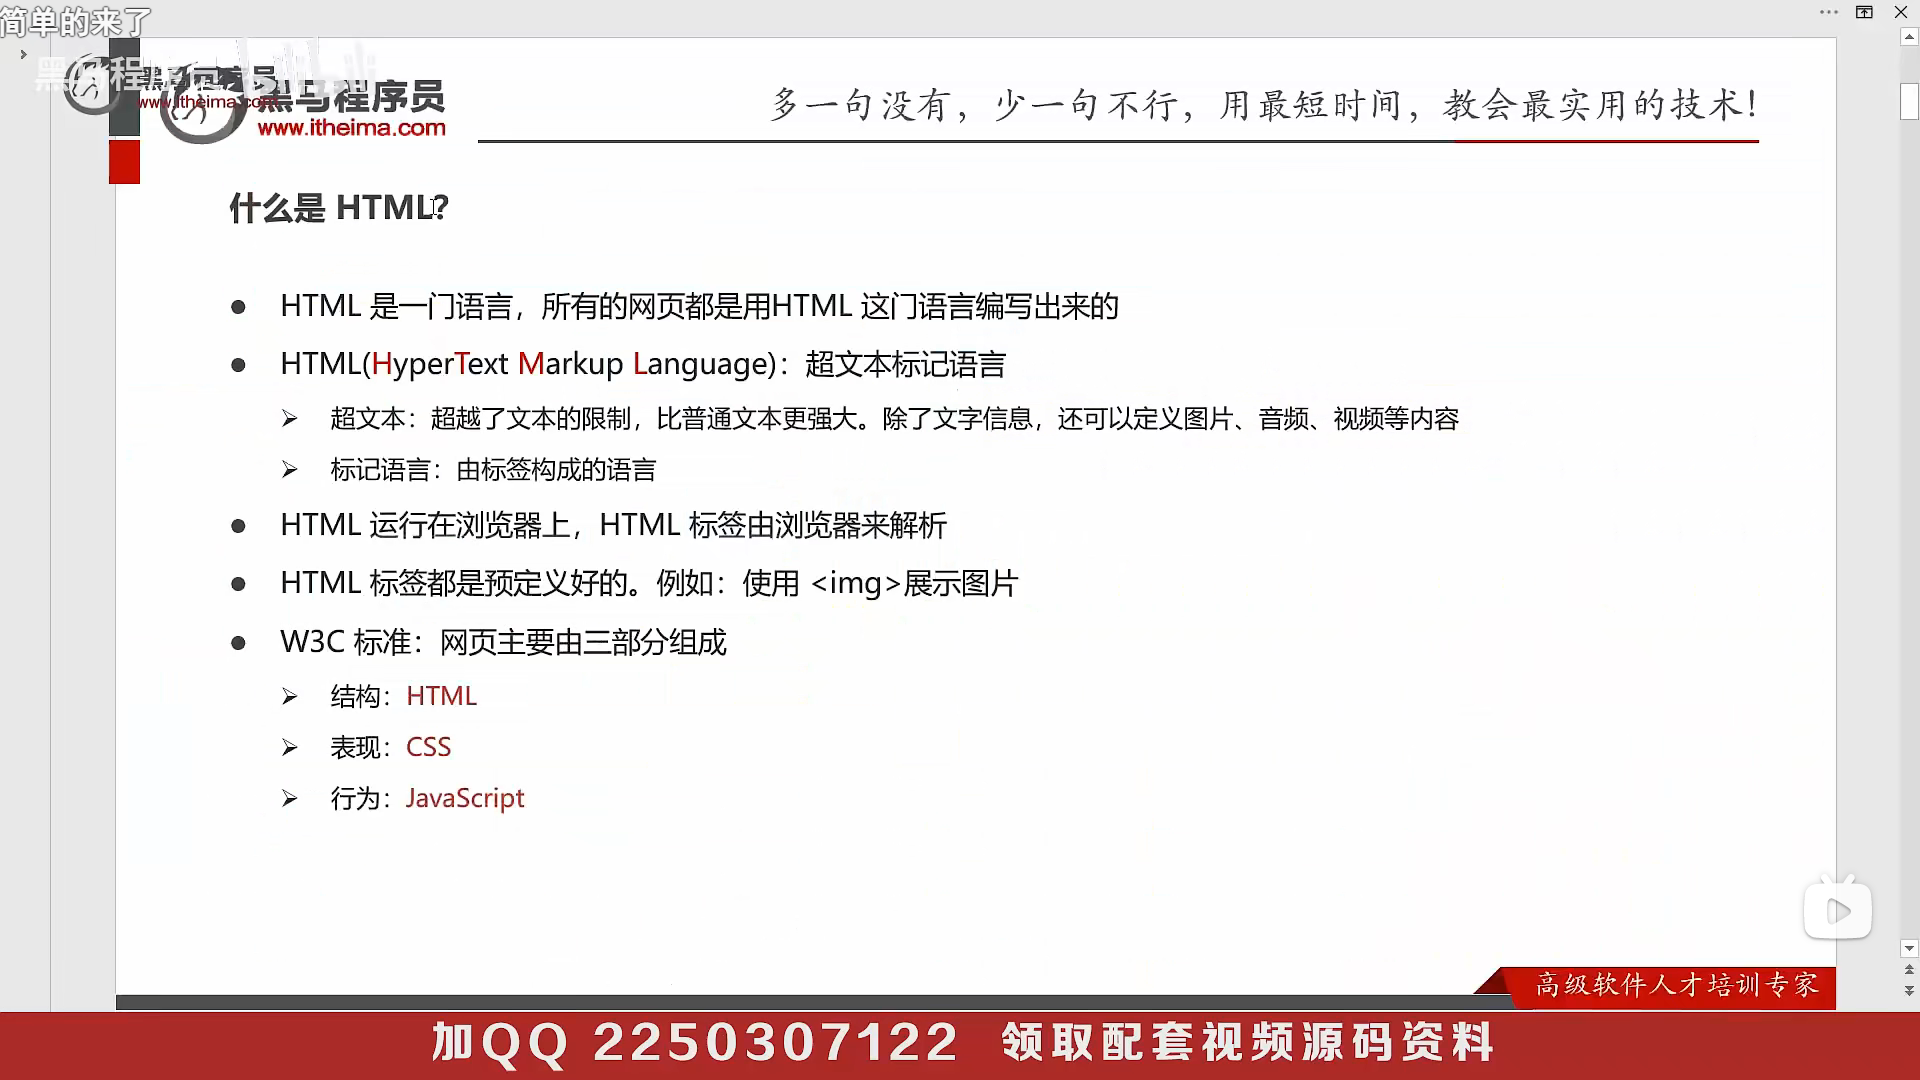 简单的来了
黑马程序员
www.itheima.com
黑马程序员
www.itheima.com
多一句没有，少一句不行，用最短时间，教会最实用的技术！
什么是 HTML?
HTML 是一门语言，所有的网页都是用HTML 这门语言编写出来的
HTML(HyperText Markup Language)：超文本标记语言
超文本：超越了文本的限制，比普通文本更强大。除了文字信息，还可以定义图片、音频、视频等内容
标记语言：由标签构成的语言
HTML 运行在浏览器上，HTML 标签由浏览器来解析
HTML 标签都是预定义好的。例如：使用 <img>展示图片
W3C 标准：网页主要由三部分组成
结构：HTML
表现：CSS
行为：JavaScript
高级软件人才培训专家
加QQ 2250307122 领取配套视频源码资料